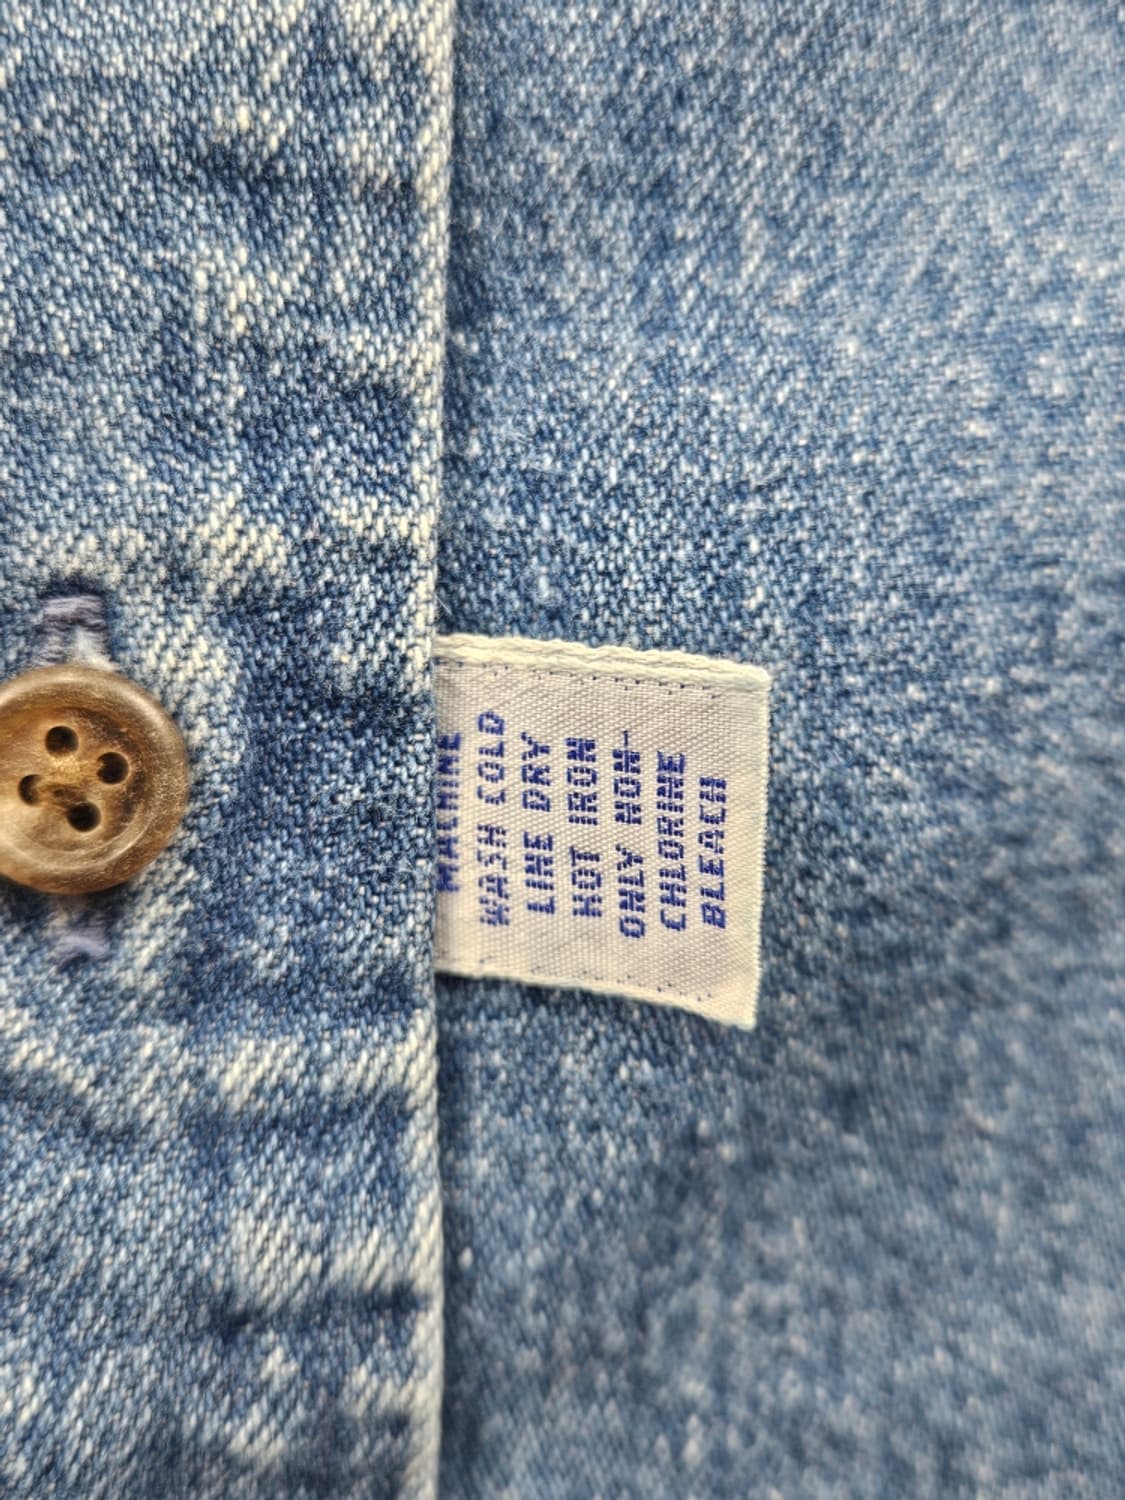 MACHINE
WASH COLD
LINE DRY
HOT IRON
ONLY NON-
CHLORINE
BLEACH